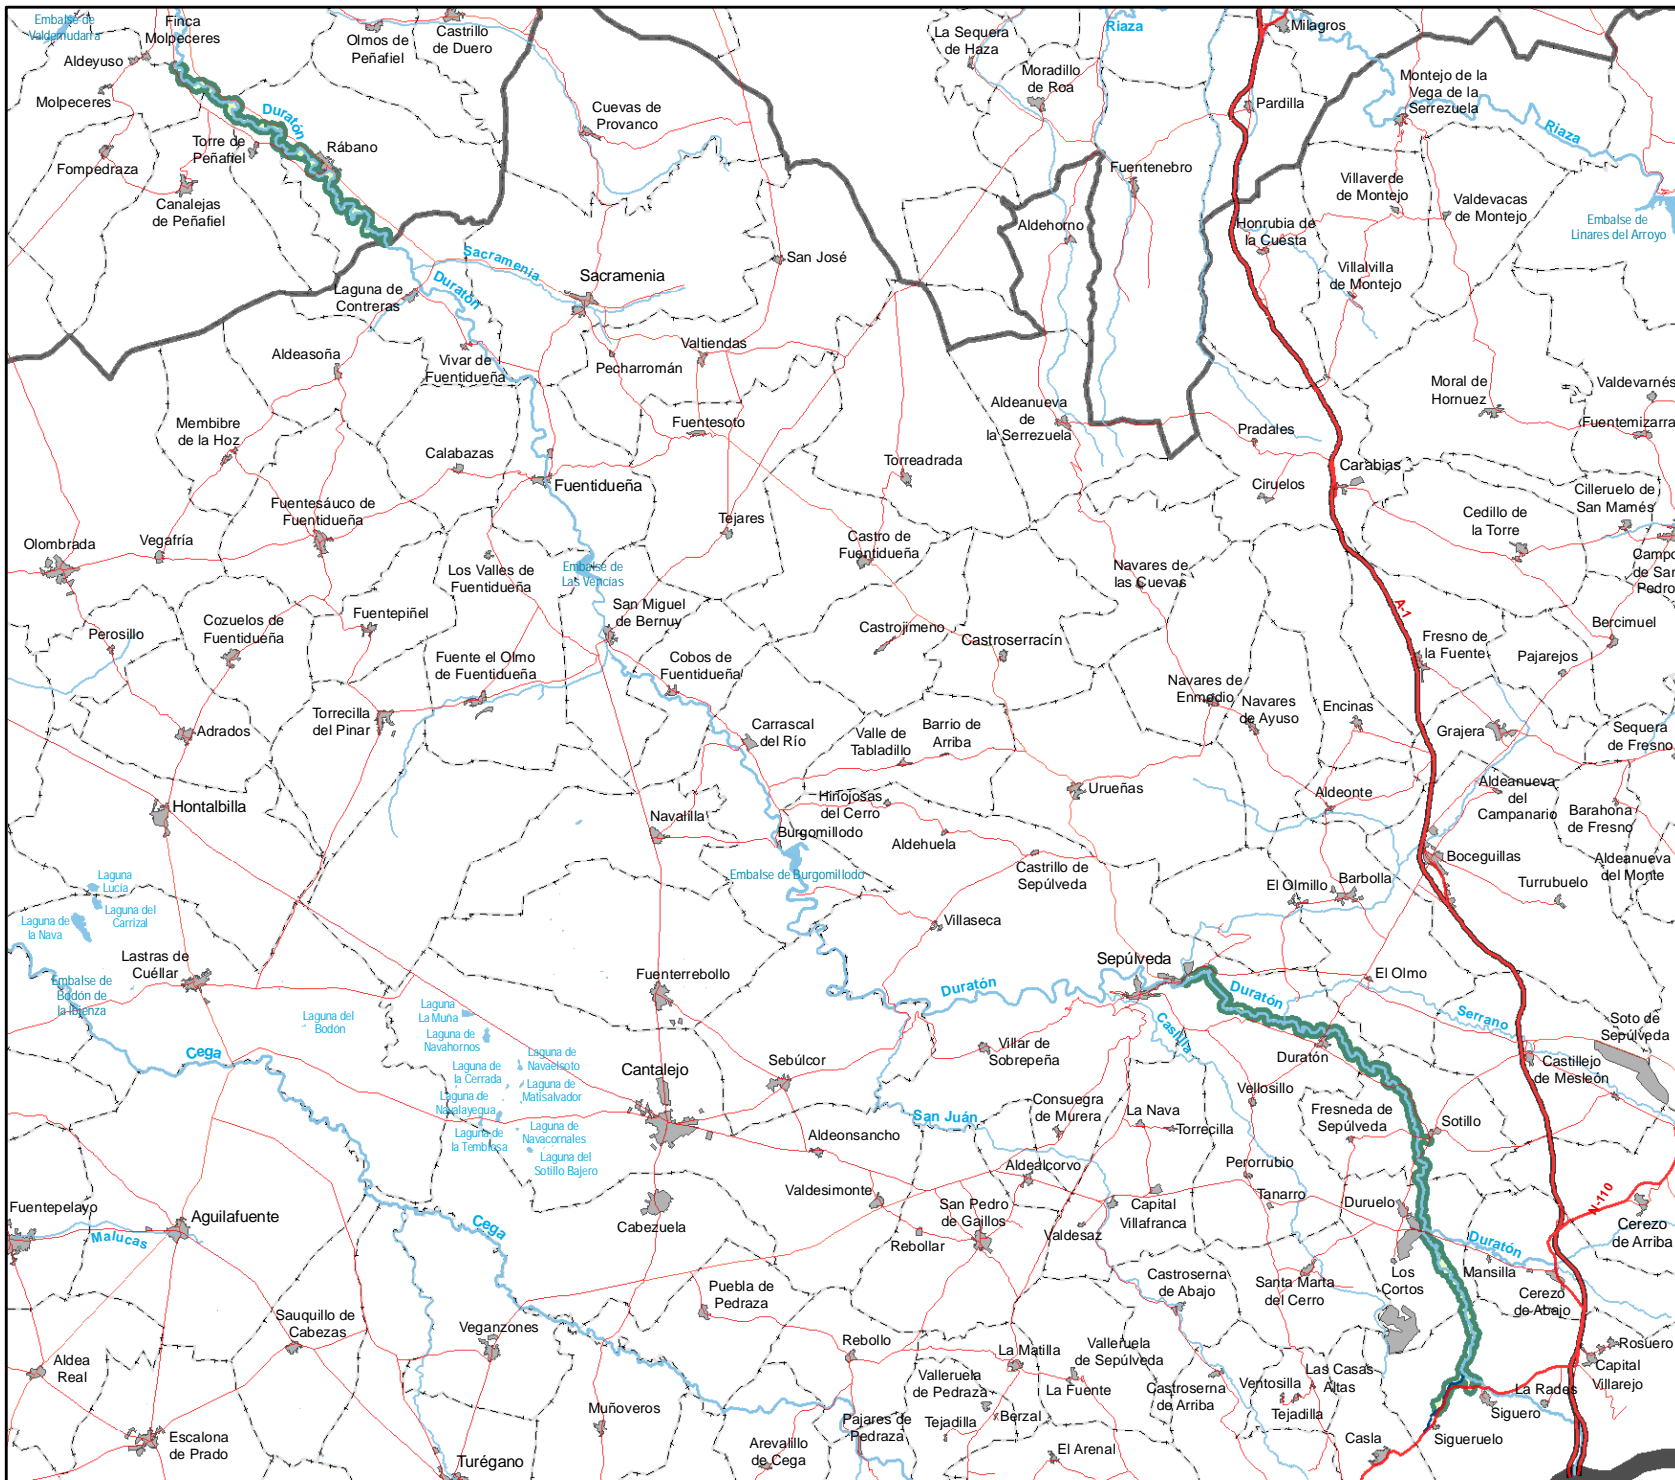 Embalse de
Valdemudarra
Finca
Molpeceres
Aldeyuso
Molpeceres
Olmos de
Peñafiel
Castrillo
de Duero
Duratón
Torre de
Peñafiel
Rábano
Fompedraza
Canalejas
de Peñafiel
Cuevas de
Provanco
La Sequera
de Haza
Moradillo
de Roa
Riaza
Milagros
Pardilla
Montejo de la
Vega de la
Serrezuela
Riaza
Fuentenebro
Villaverde
de Montejo
Valdevacas
de Montejo
Embalse de
Linares del Arroyo
Aldehorno
Honrubia de
la Cuesta
Villalvilla
de Montejo
San José
Sacramenia
Sacramenia
Duratón
Laguna de
Contreras
Aldeasoña
Vivar de
Fuentidueña
Pecharromán
Valtiendas
Membibre
de la Hoz
Calabazas
Fuentesoto
Fuentidueña
Torreadrada
Aldeanueva
de
la Serrezuela
Pradales
Ciruelos
Carabias
Moral de
Hornuez
Valdevarnés
Fuentemizarra
Cilleruelo de
San Mamés
Cedillo de
la Torre
Campo
de San
Pedro
Fuentesáuco de
Fuentidueña
Olombrada
Vegafría
Tejares
Castro de
Fuentidueña
Los Valles de
Fuentidueña
Embalse de
Las Vencías
Navares de
las Cuevas
A-1
Bercimuel
Fresno de
la Fuente
Pajarejos
Perosillo
Cozuelos de
Fuentidueña
Fuentepiñel
San Miguel
de Bernuy
Castrojimeno
Castroserracín
Fuente el Olmo
de Fuentidueña
Cobos de
Fuentidueña
Navares de
Enmedio
Navares
de Ayuso
Encinas
Grajera
Sequera
de Fresno
Adrados
Torrecilla
del Pinar
Carrascal
del Río
Valle de
Tabladillo
Barrio de
Arriba
Urueñas
Aldeonte
Aldeanueva
del
Campanario
Barahona
de Fresno
Hontalbilla
Navalilla
Hinojosas
del Cerro
Burgomillodo
Aldehuela
Castrillo de
Sepúlveda
Embalse de Burgomillodo
Boceguillas
Aldeanueva
del Monte
Turrubuelo
El Olmillo
Barbolla
Laguna
Lucía
Laguna del
Carrizal
Laguna de
la Nava
Lastras de
Cuéllar
Embalse de
Bodón de
la Ibienza
Villaseca
Fuenterrebollo
Sepúlveda
El Olmo
Duratón
Duratón
Serrano
Soto de
Sepúlveda
Laguna
La Muña
Laguna del
Bodón
Laguna de
Navahornos
Casilla
Cega
Laguna de
Navaelsoto
Laguna de
la Cerrada
Laguna de
Matisalvador
Laguna de
Navalayegua
Laguna de
Navacornales
Laguna de
la Temblosa
Laguna del
Sotillo Bajero
Cantalejo
Sebúlcor
Villar de
Sobrepeña
Duratón
Castillejo
de Mesleón
Vellosillo
Fresneda de
Sepúlveda
Sotillo
San Juán
Consuegra
de Murera
La Nava
Torrecilla
Aldeonsancho
Aldealcorvo
Perorrubio
Tanarro
Duruelo
N-110
Cerezo
de Arriba
Valdesimonte
San Pedro
de Gaillos
Capital
Villafranca
Valdesaz
Rebollar
Fuentepelayo
Malucas
Aguilafuente
Cega
Cabezuela
Duratón
Mansilla
Los
Cortos
Cerezo
de Abajo
Santa Marta
del Cerro
Castroserna
de Abajo
Puebla de
Pedraza
Sauquillo de
Cabezas
Veganzones
Rebollo
La Matilla
Valleruela
de Sepúlveda
Rosuero
Capital
Villarejo
Aldea
Real
Valleruela
de Pedraza
La Fuente
Castroserna
de Arriba
Ventosilla
Las Casas
Altas
Tejadilla
La Rades
Siguero
Muñoveros
Pajares de
Pedraza
Tejadilla
Berzal
Escalona
de Prado
Turégano
Arevalillo
de Cega
El Arenal
Casla
Sigueruelo